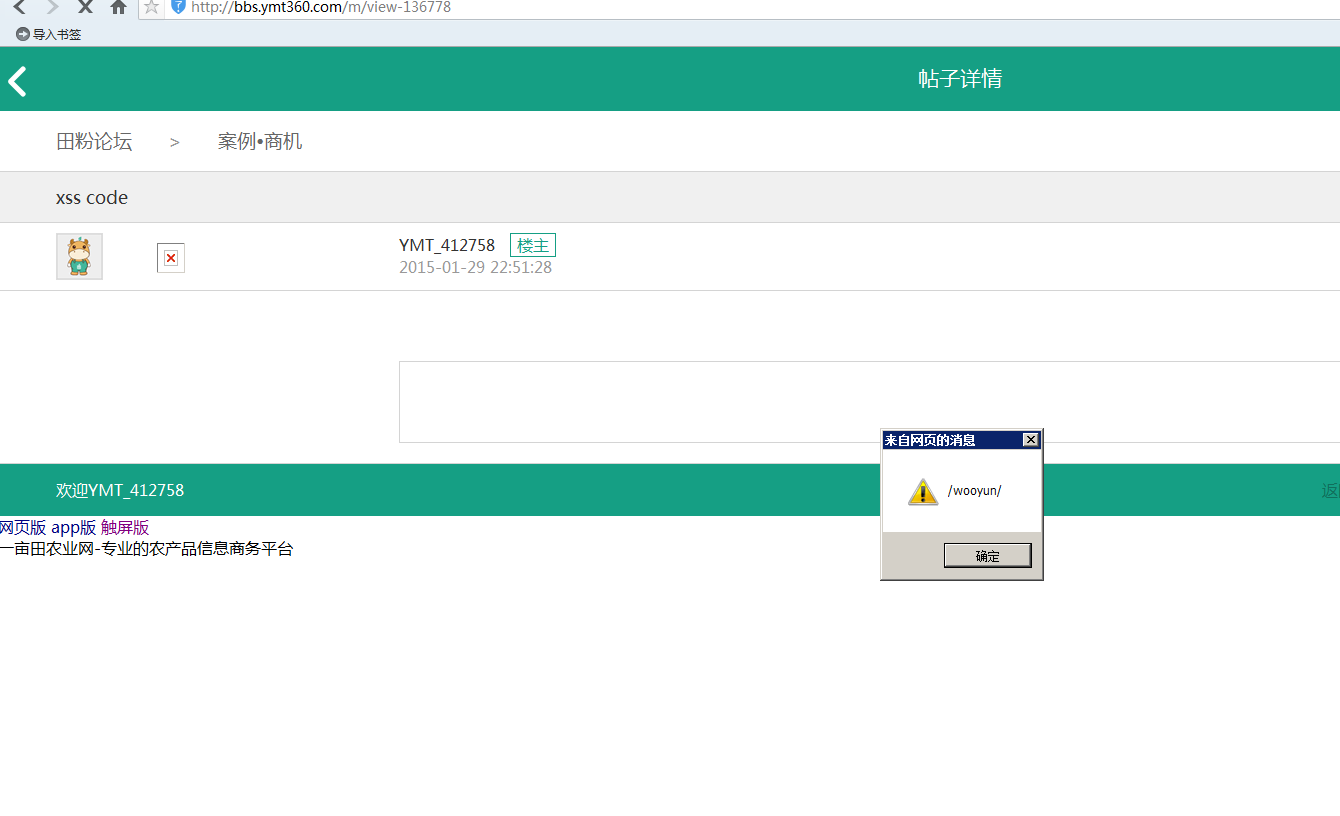 http://bbs.ymt360.com/m/view-136778
导入书签
帖子详情
田粉论坛 > 案例•商机
xss code
YMT_412758 楼主
2015-01-29 22:51:28
来自网页的消息
/wooyun/
确定
欢迎YMT_412758
网页版 app版 触屏版
一亩田农业网-专业的农产品信息商务平台